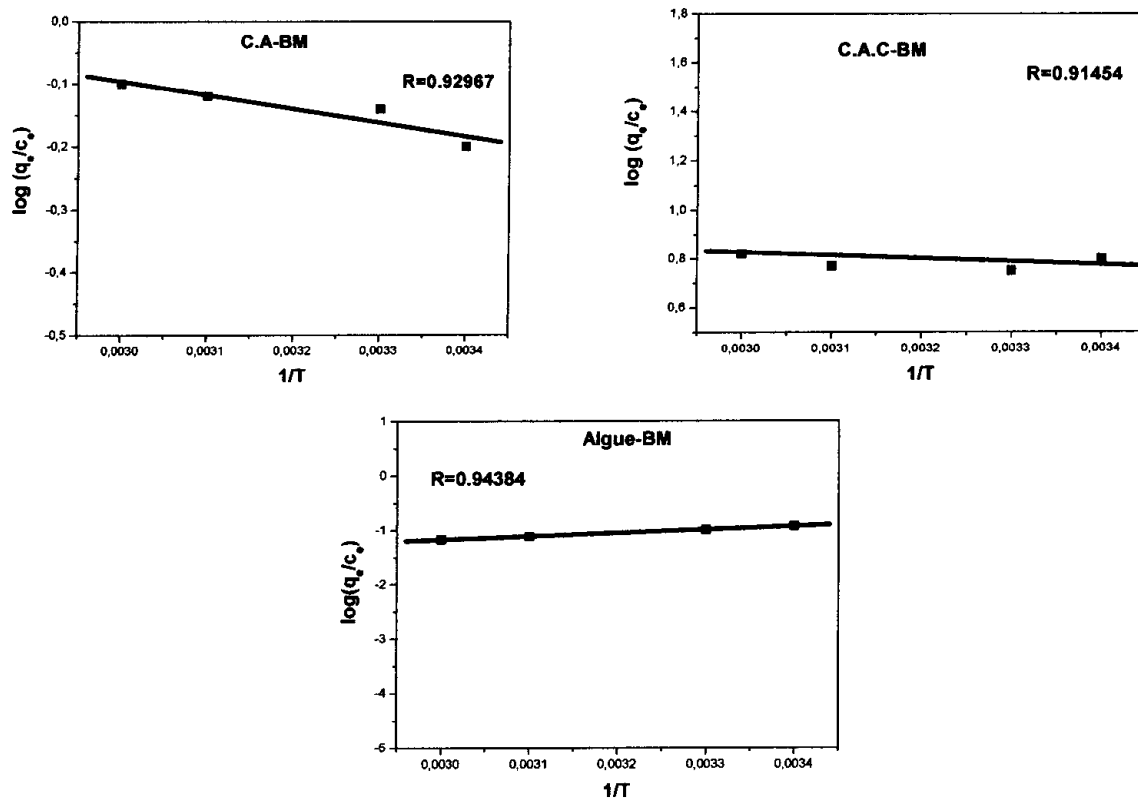 C.A-BM
R=0.92967
log (qₑ/cₑ)
0,0
-0,1
-0,2
-0,3
-0,4
-0,5
0,0030 0,0031 0,0032 0,0033 0,0034
1/T
C.A.C-BM
R=0.91454
log (qₑ/cₑ)
1,8
1,6
1,4
1,2
1,0
0,8
0,6
0,0030 0,0031 0,0032 0,0033 0,0034
1/T
Algue-BM
R=0.94384
log(qₑ/cₑ)
1
0
-1
-2
-3
-4
-5
0,0030 0,0031 0,0032 0,0033 0,0034
1/T